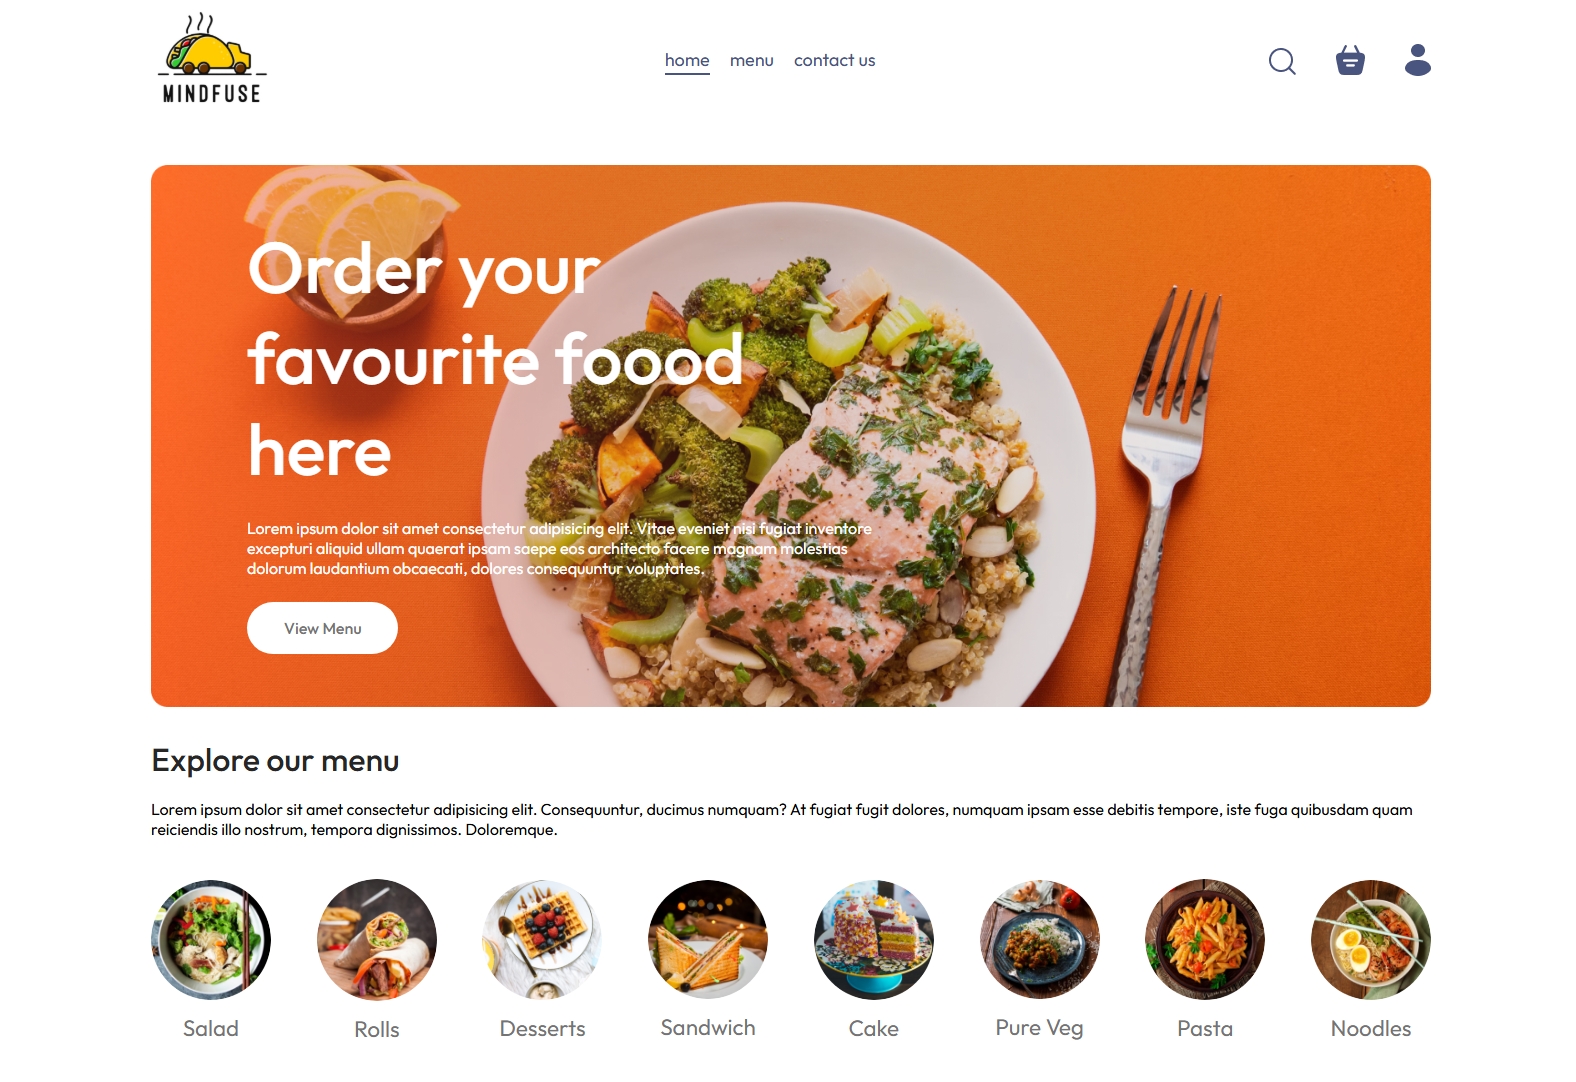 MINDFUSE
home menu contact us
Order your
favourite foood
here
Lorem ipsum dolor sit amet consectetur adipisicing elit. Vitae eveniet nisi fugiat inventore
excepturi aliquid ullam quaerat ipsam saepe eos architecto facere magnam molestias
dolorum laudantium obcaecati, dolores consequuntur voluptates.
View Menu
Explore our menu
Lorem ipsum dolor sit amet consectetur adipisicing elit. Consequuntur, ducimus numquam? At fugiat fugit dolores, numquam ipsam esse debitis tempore, iste fuga quibusdam quam
reiciendis illo nostrum, tempora dignissimos. Doloremque.
Salad Rolls Desserts Sandwich Cake Pure Veg Pasta Noodles